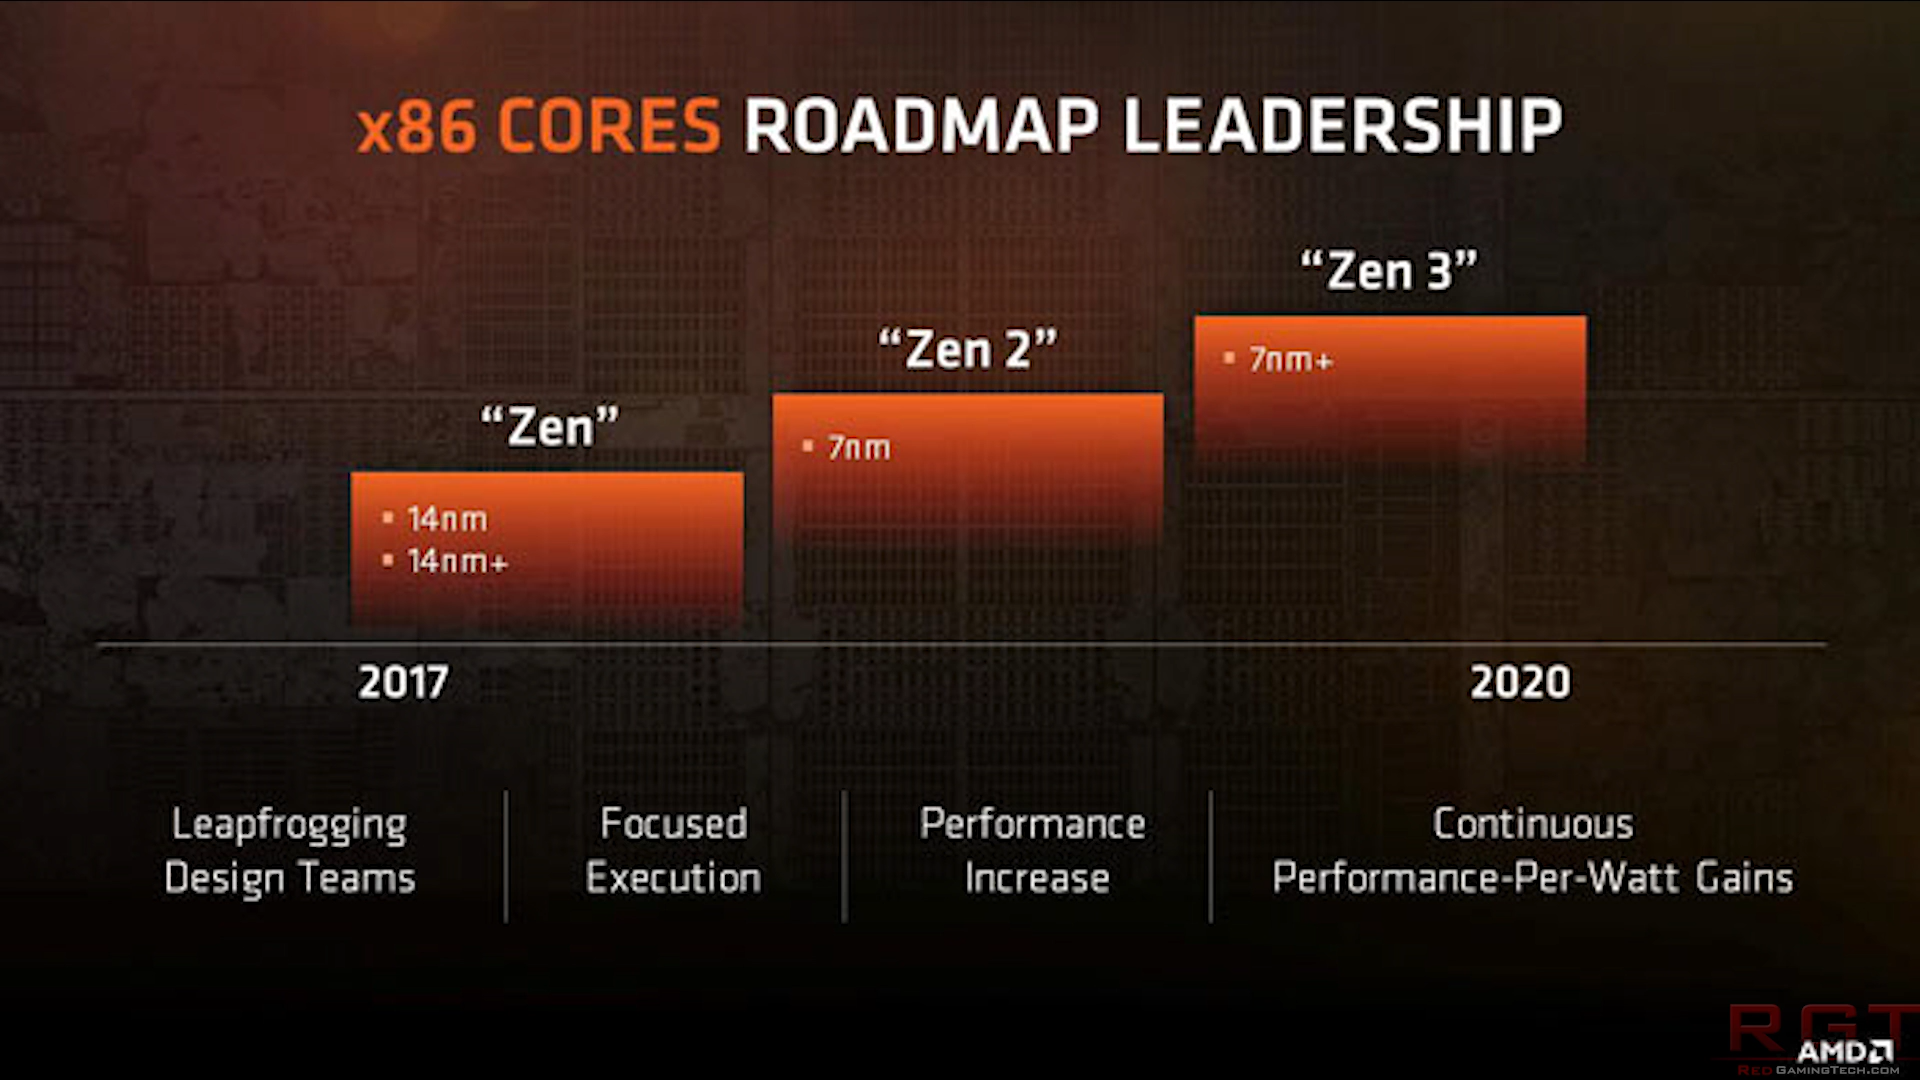 x86 CORES ROADMAP LEADERSHIP
“Zen 3”
▪ 7nm+
“Zen 2”
▪ 7nm
“Zen”
▪ 14nm
▪ 14nm+
2017
2020
Leapfrogging
Design Teams
Focused
Execution
Performance
Increase
Continuous
Performance-Per-Watt Gains
RGT
AMD
REDGAMINGTECH.COM